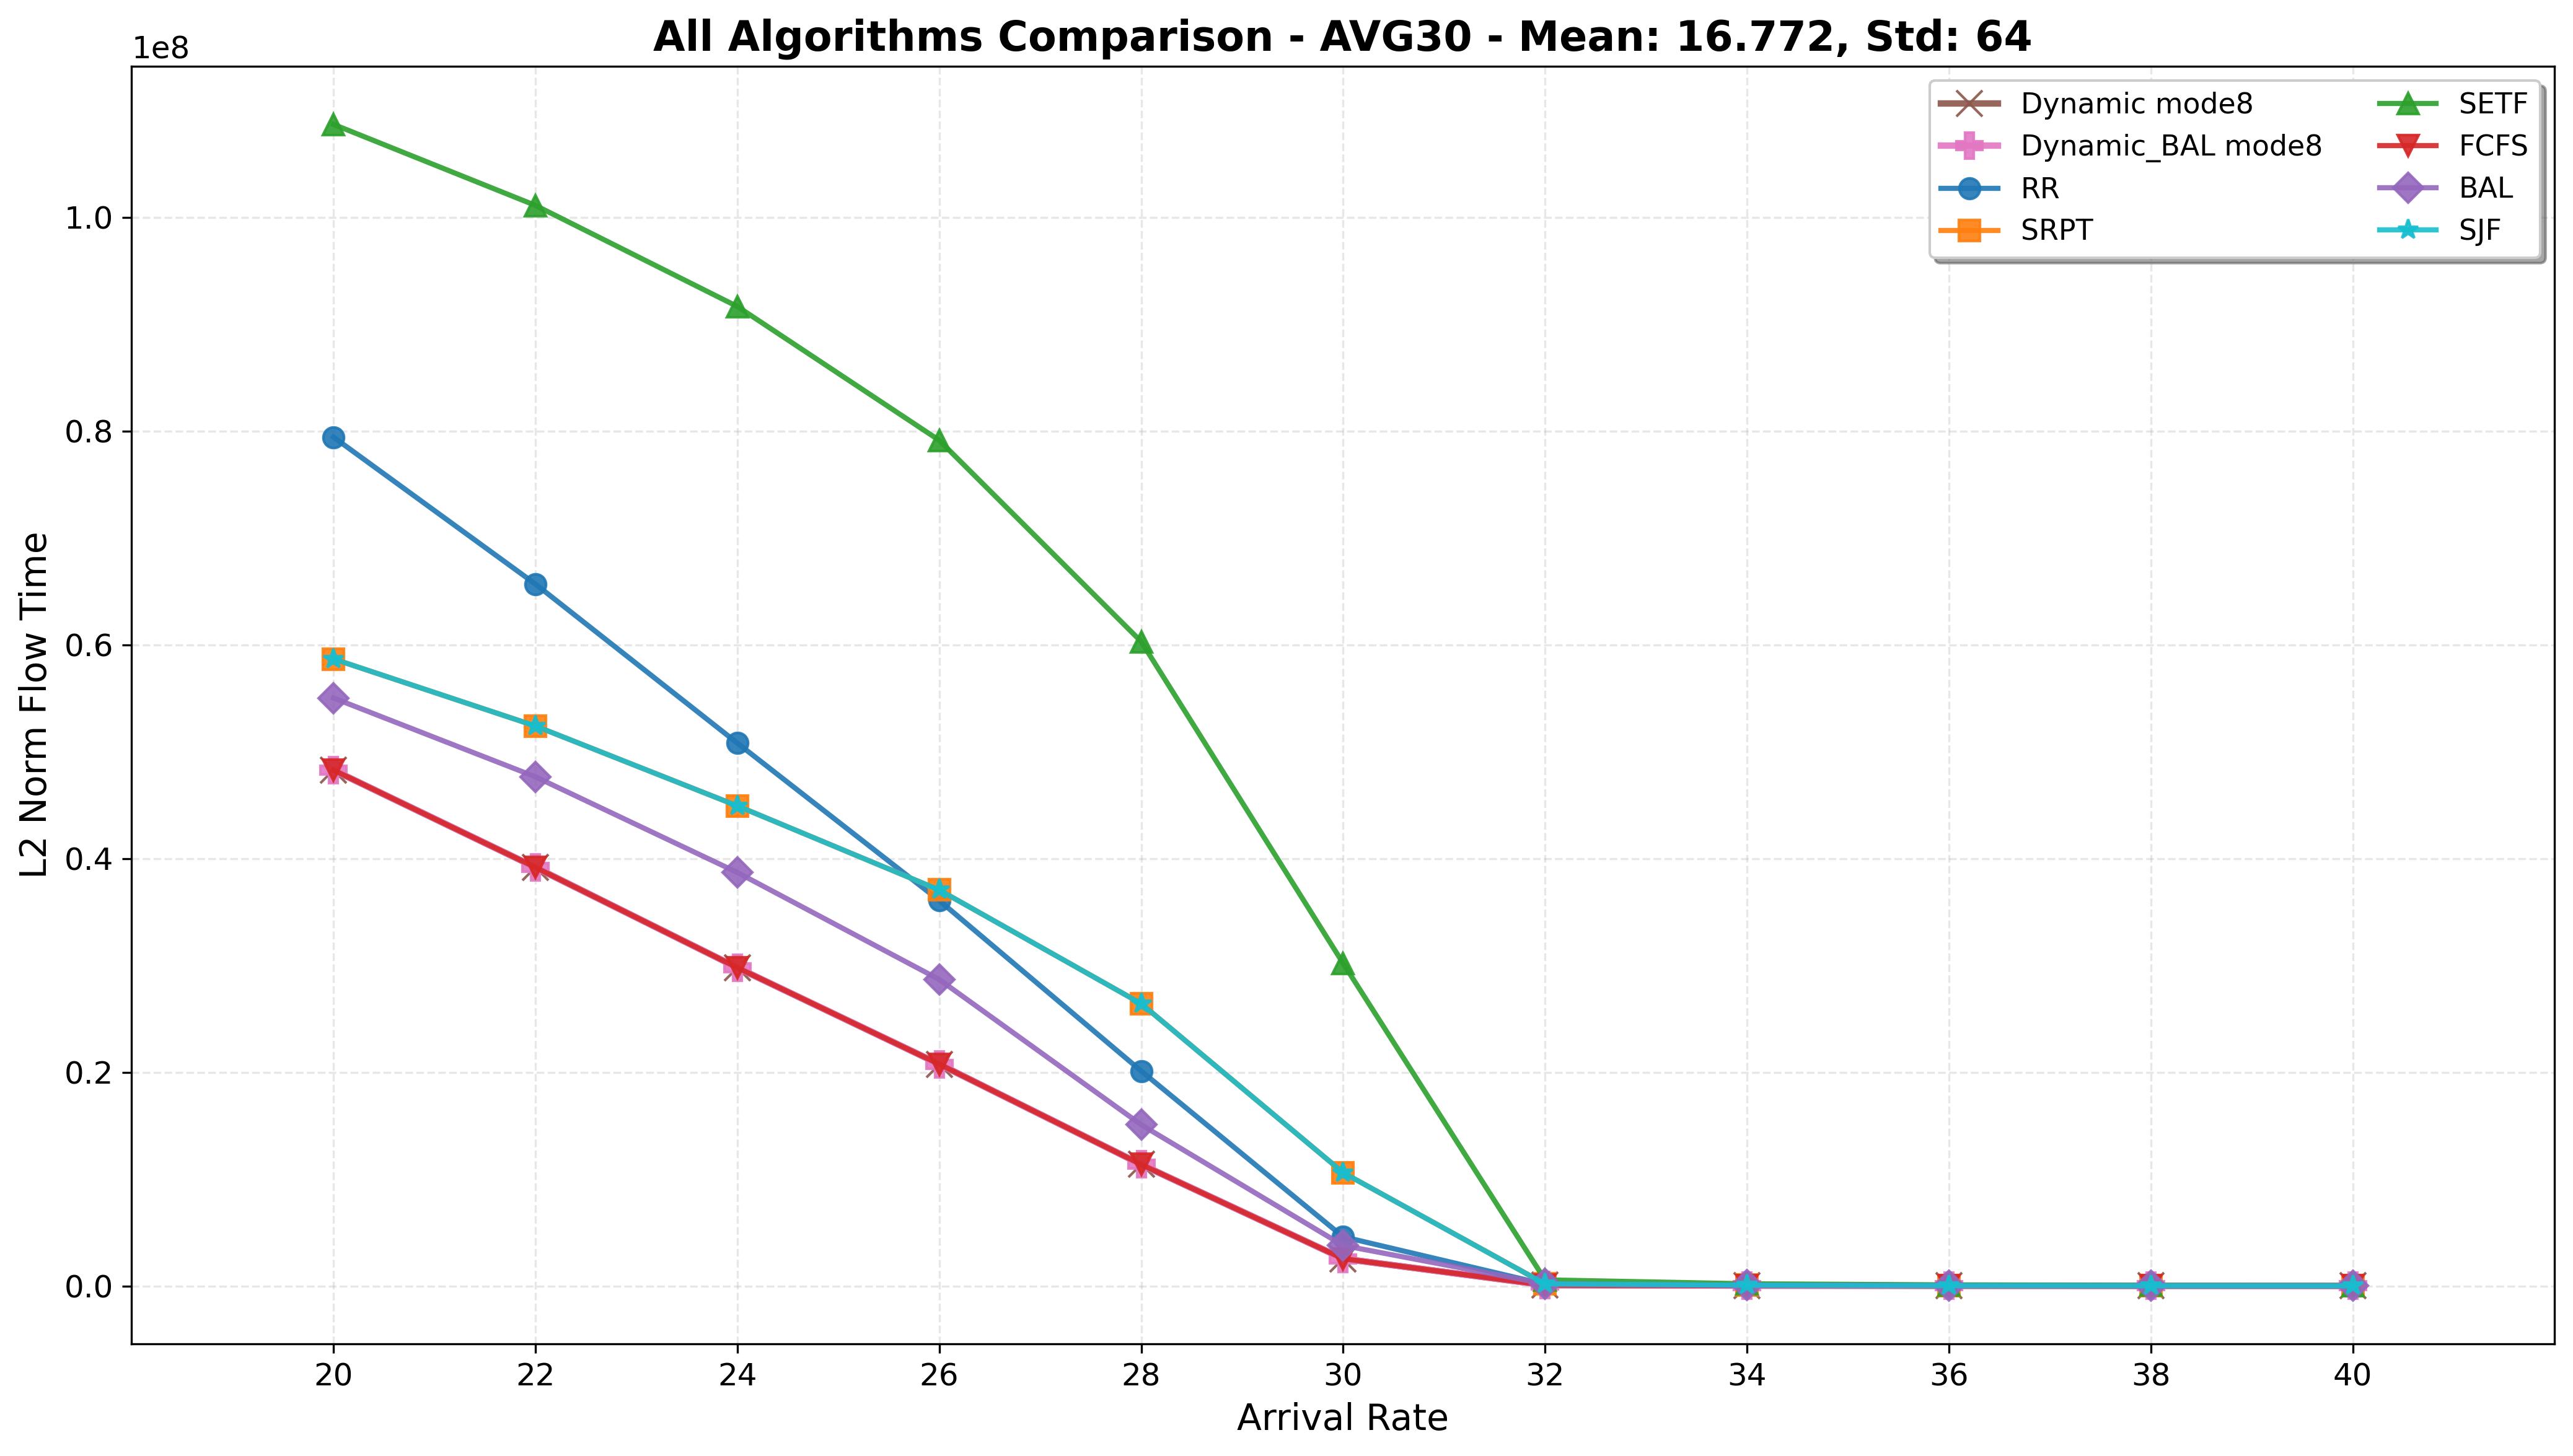 All Algorithms Comparison - AVG30 - Mean: 16.772, Std: 64
1e8
Dynamic mode8
Dynamic_BAL mode8
RR
SRPT
SETF
FCFS
BAL
SJF
1.0
0.8
0.6
0.4
0.2
0.0
L2 Norm Flow Time
20 22 24 26 28 30 32 34 36 38 40
Arrival Rate